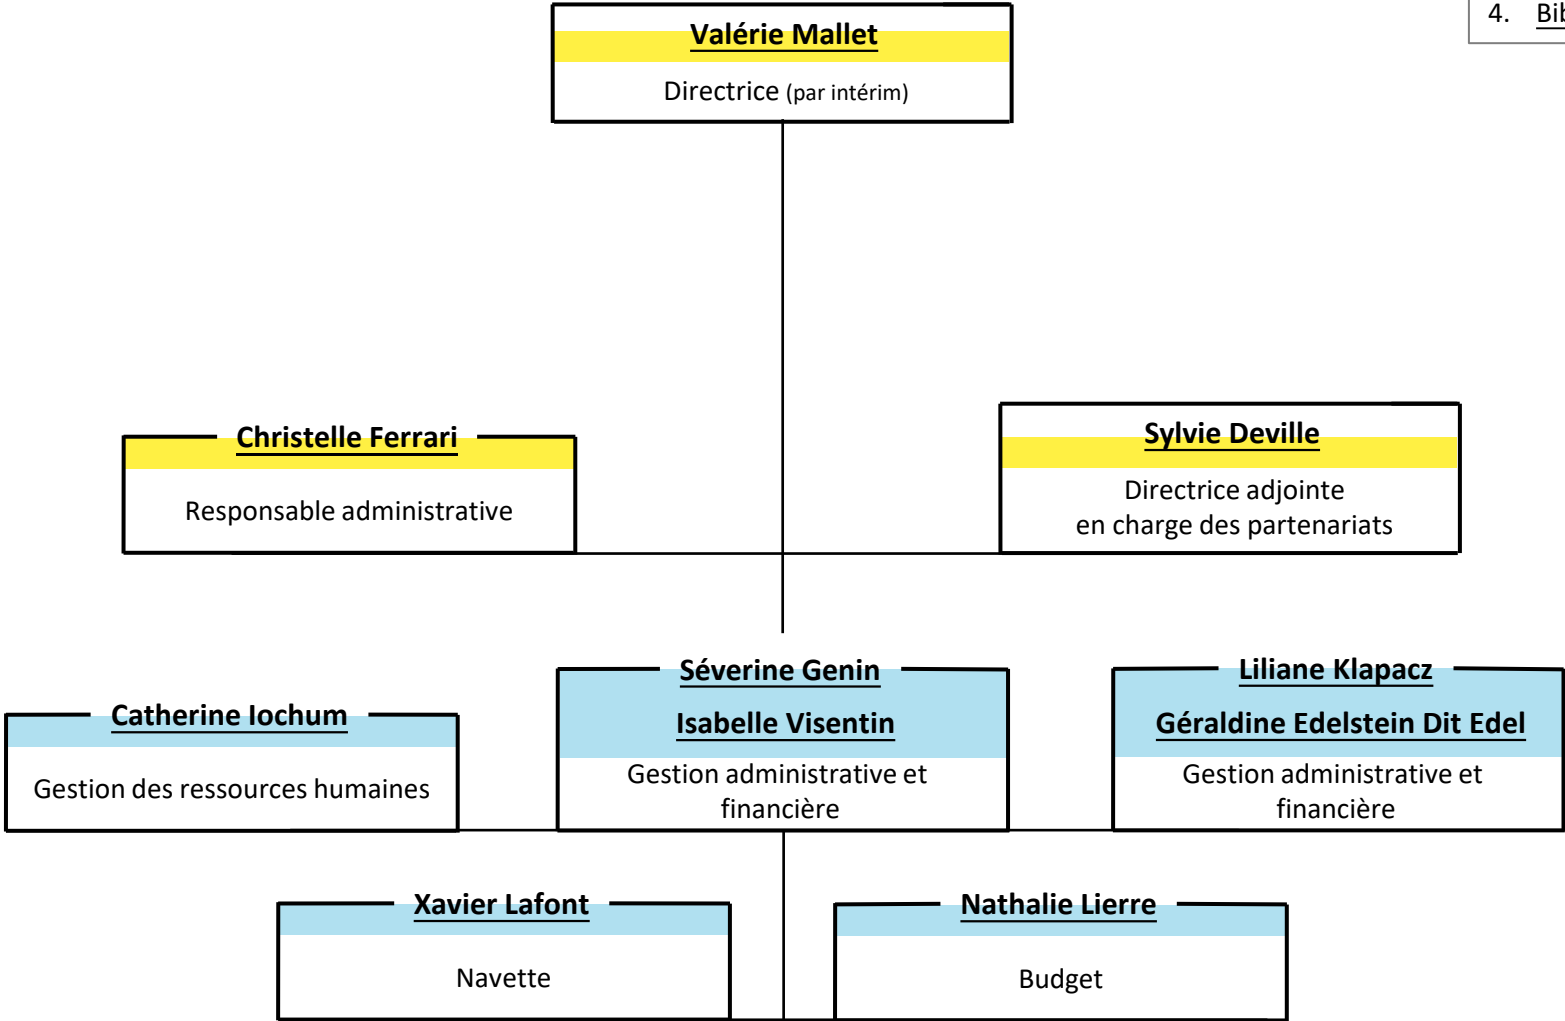 4.
Valérie Mallet
Directrice (par intérim)
Christelle Ferrari
Responsable administrative
Sylvie Deville
Directrice adjointe
en charge des partenariats
Catherine Iochum
Gestion des ressources humaines
Séverine Genin
Isabelle Visentin
Gestion administrative et
financière
Liliane Klapacz
Géraldine Edelstein Dit Edel
Gestion administrative et
financière
Xavier Lafont
Navette
Nathalie Lierre
Budget